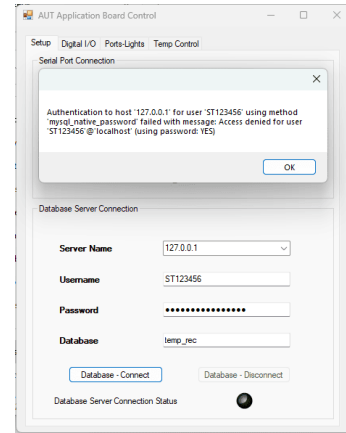 AUT Application Board Control
Setup Digital I/O Ports-Lights Temp Control
Serial Port Connection
Authentication to host '127.0.0.1' for user 'ST123456' using method
'mysql_native_password' failed with message: Access denied for user
'ST123456'@'localhost' (using password: YES)
OK
Database Server Connection
Server Name 127.0.0.1
Username ST123456
Password ●●●●●●●●●●●●●●●●
Database temp_rec
Database - Connect Database - Disconnect
Database Server Connection Status